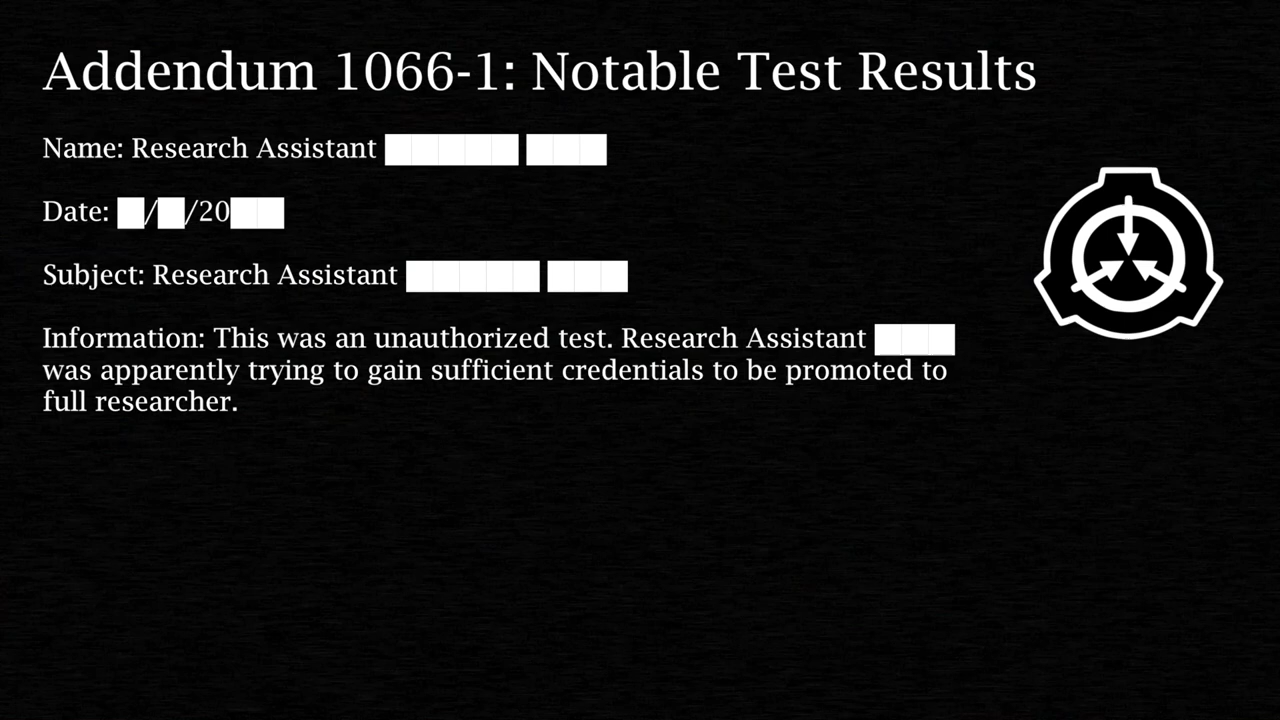 Addendum 1066-1: Notable Test Results
Name: Research Assistant ██████ ████
Date: █/█/20██
Subject: Research Assistant ██████ ████
Information: This was an unauthorized test. Research Assistant ████
was apparently trying to gain sufficient credentials to be promoted to
full researcher.